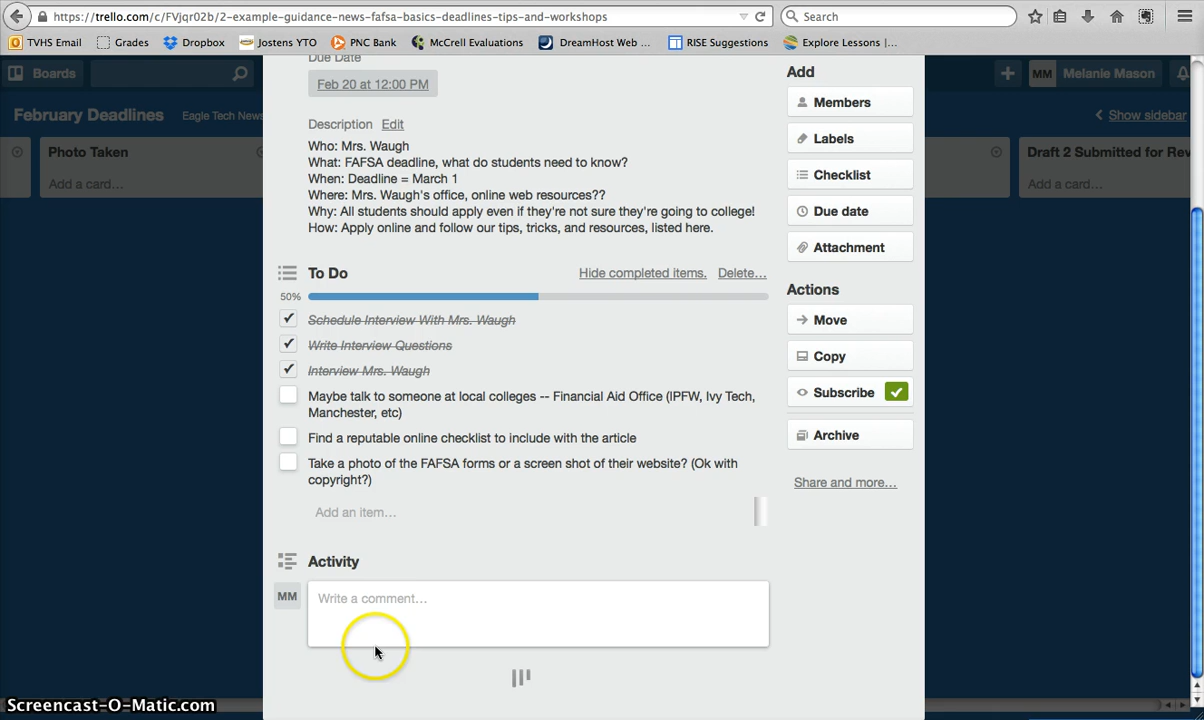 https://trello.com/c/FVjqr02b/2-example-guidance-news-fafsa-basics-deadlines-tips-and-workshops
Search
TVHS Email
Grades
Dropbox
Jostens YTO
PNC Bank
McCrell Evaluations
DreamHost Web ...
RISE Suggestions
Explore Lessons |...
Boards
MM
Melanie Mason
February Deadlines
Eagle Tech News
Show sidebar
Photo Taken
Add a card…
Draft 2 Submitted for Rev
Add a card…
Due Date
Feb 20 at 12:00 PM
Description Edit
Who: Mrs. Waugh
What: FAFSA deadline, what do students need to know?
When: Deadline = March 1
Where: Mrs. Waugh's office, online web resources??
Why: All students should apply even if they're not sure they're going to college!
How: Apply online and follow our tips, tricks, and resources, listed here.
To Do
Hide completed items.
Delete…
50%
Schedule Interview With Mrs. Waugh
Write Interview Questions
Interview Mrs. Waugh
Maybe talk to someone at local colleges -- Financial Aid Office (IPFW, Ivy Tech,
Manchester, etc)
Find a reputable online checklist to include with the article
Take a photo of the FAFSA forms or a screen shot of their website? (Ok with
copyright?)
Add an item…
Activity
MM
Write a comment…
Add
Members
Labels
Checklist
Due date
Attachment
Actions
Move
Copy
Subscribe
Archive
Share and more…
Screencast-O-Matic.com